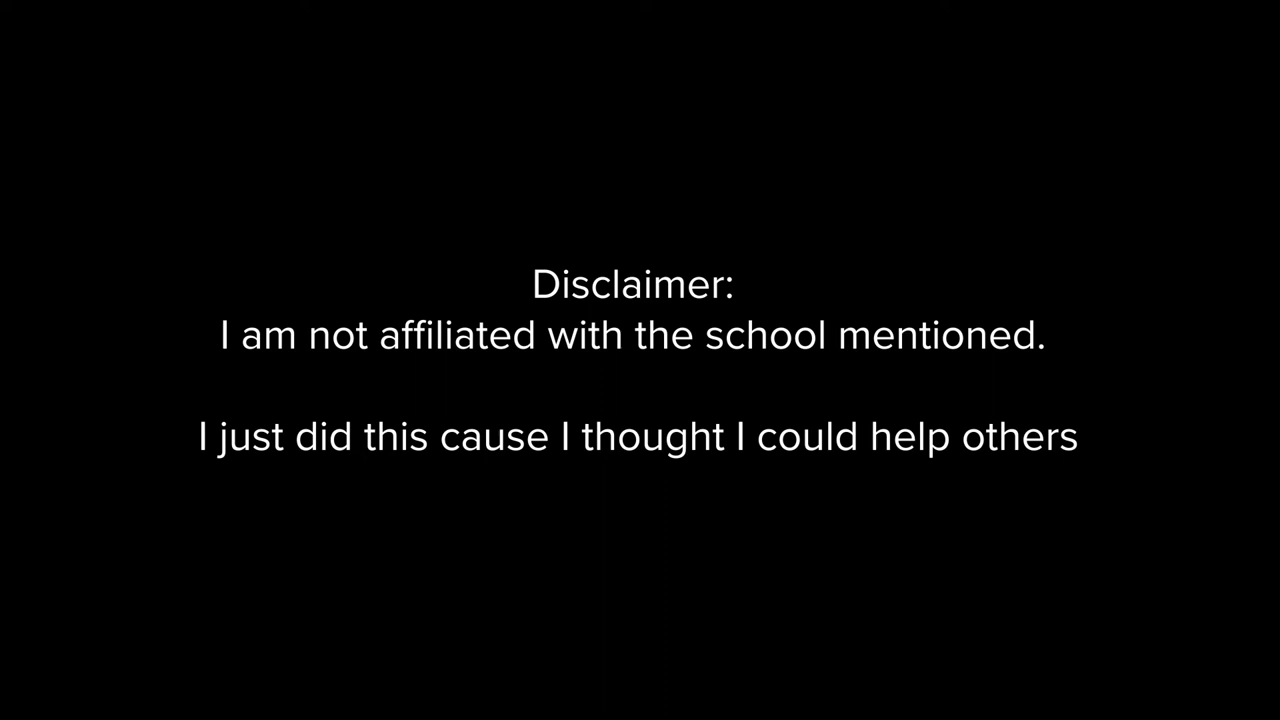 Disclaimer:
I am not affiliated with the school mentioned.
I just did this cause I thought I could help others